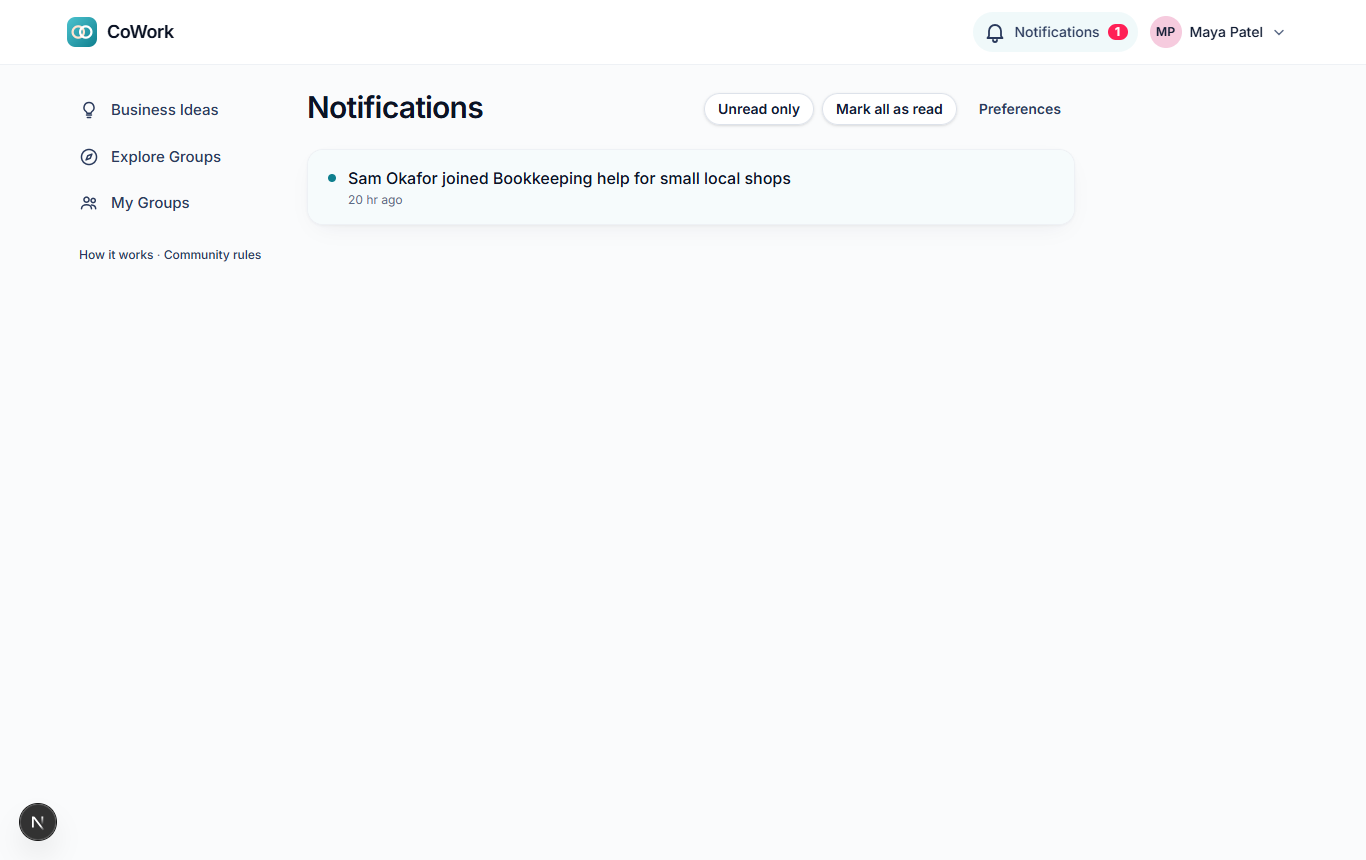 CoWork
Notifications 1
MP Maya Patel
Business Ideas
Explore Groups
My Groups
How it works · Community rules
Notifications
Unread only
Mark all as read
Preferences
Sam Okafor joined Bookkeeping help for small local shops
20 hr ago
N